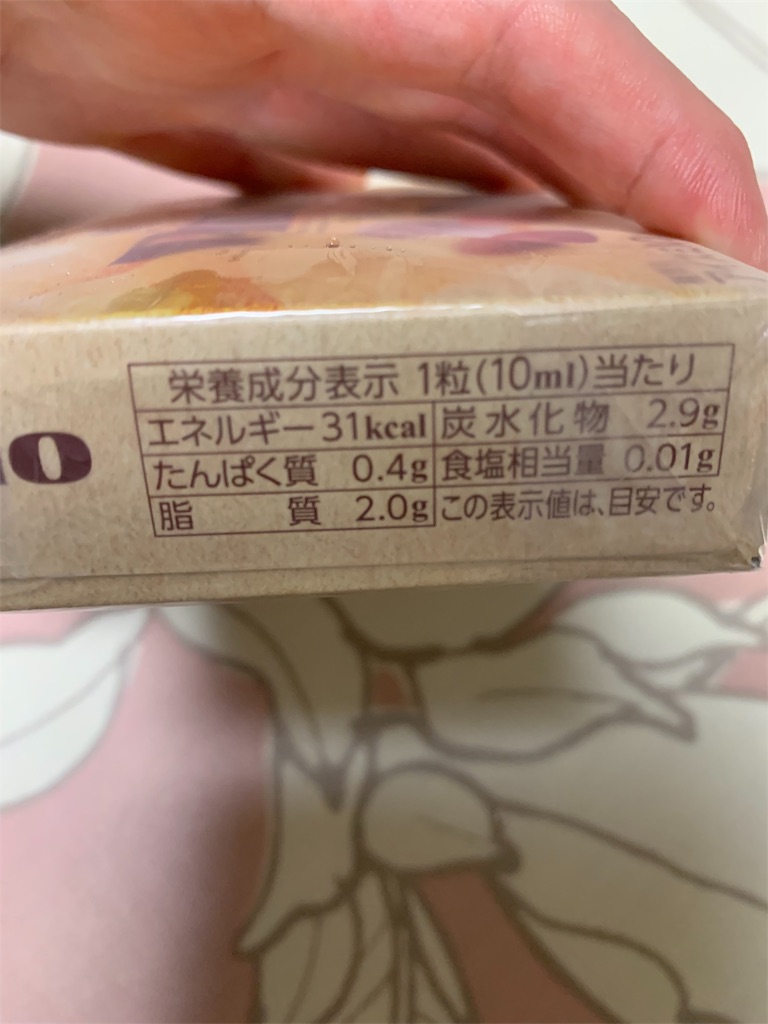 栄養成分表示 1粒(10ml)当たり
エネルギー 31kcal 炭水化物 2.9g
たんぱく質 0.4g 食塩相当量 0.01g
脂質 2.0g この表示値は、目安です。